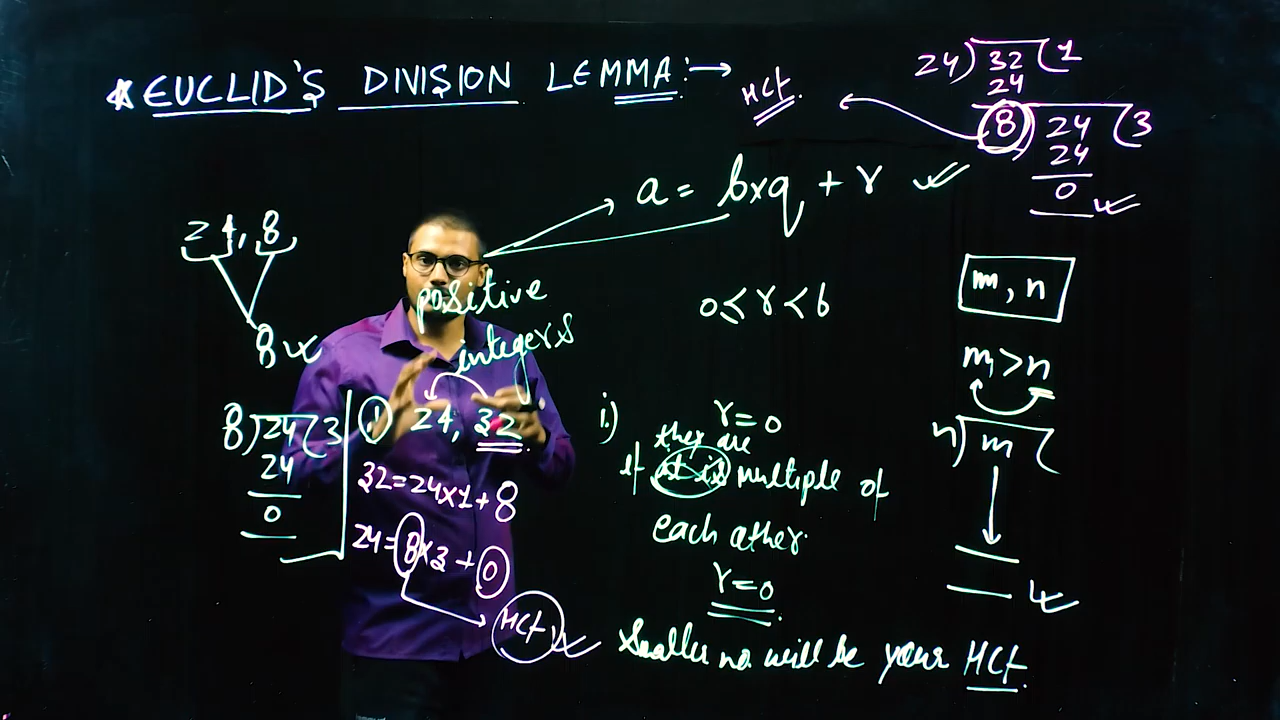 EUCLID'S DIVISION LEMMA:→ HCF.
24) 32 (1
24
8) 24 (3
24
0
a = b×q + r
24, 8
8
positive
integers
0 ≤ r < b
m, n
m > n
n) m (
8) 24 (3
24
0
(1) 24, 32
32=24×1+8
24=8×3+0
HCF
i.) r=0
they are
if it is multiple of
each other.
r=0
Smaller no. will be your HCF.